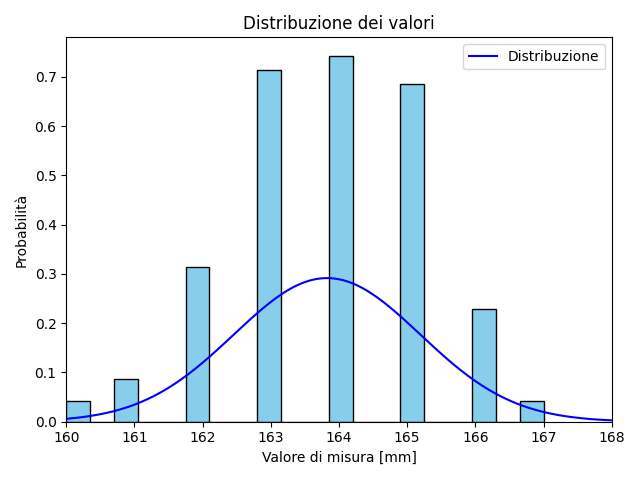 Distribuzione dei valori
Distribuzione
Probabilità
0.7
0.6
0.5
0.4
0.3
0.2
0.1
0.0
160 161 162 163 164 165 166 167 168
Valore di misura [mm]